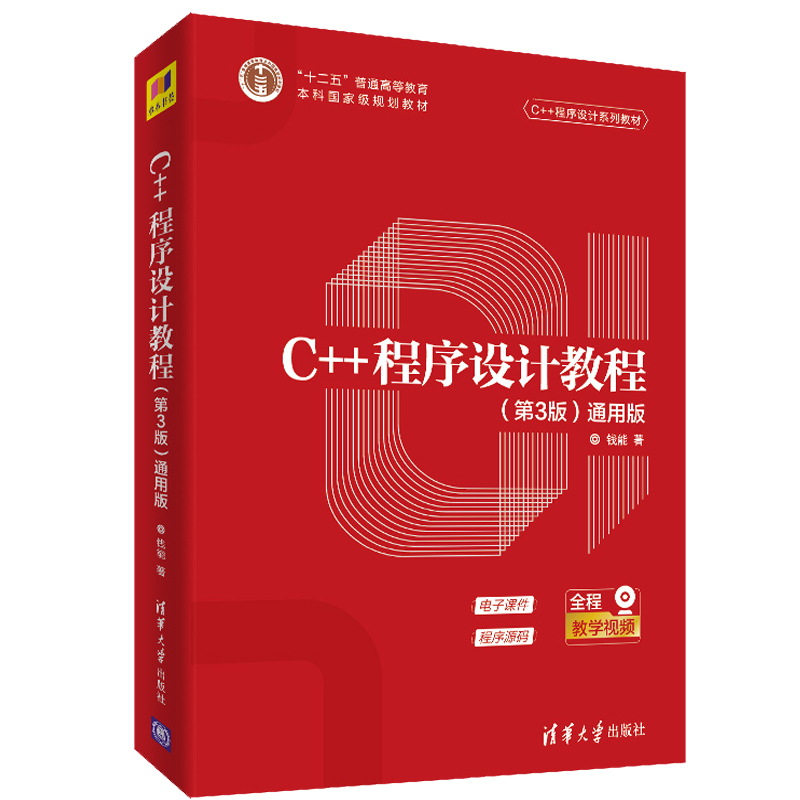 “十二五”普通高等教育
本科国家级规划教材
C++程序设计系列教材
C++程序设计教程
（第3版）通用版
◎ 钱能 著
电子课件
程序源码
全程
教学视频
清华大学出版社
C++程序设计教程（第3版）通用版
◎ 钱能 著
清华大学出版社